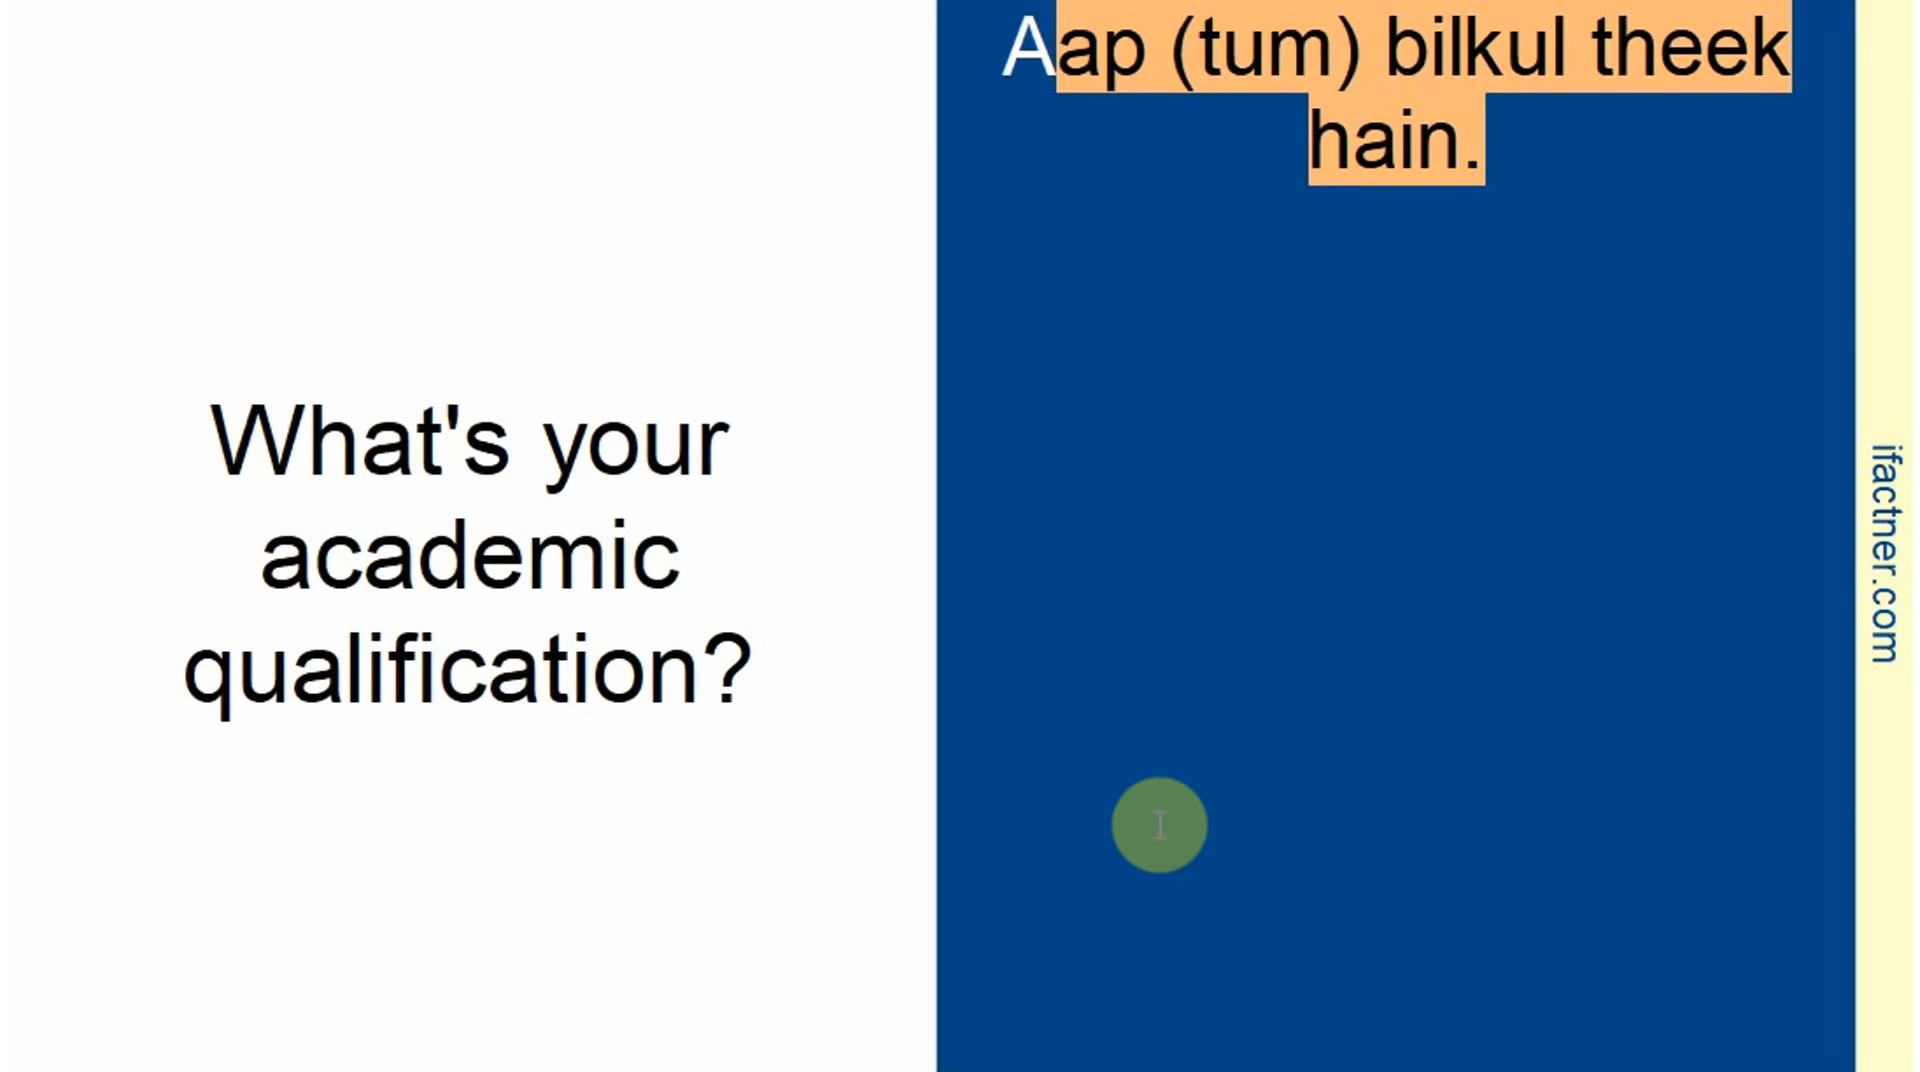 What's your
academic
qualification?
Aap (tum) bilkul theek
hain.
ifactner.com